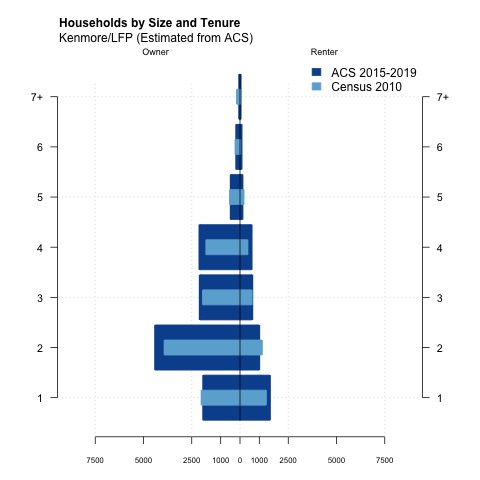 Households by Size and Tenure
Kenmore/LFP (Estimated from ACS)
Owner Renter
ACS 2015-2019
Census 2010
7+ 7+
6 6
5 5
4 4
3 3
2 2
1 1
7500 5000 2500 1000 0 1000 2500 5000 7500